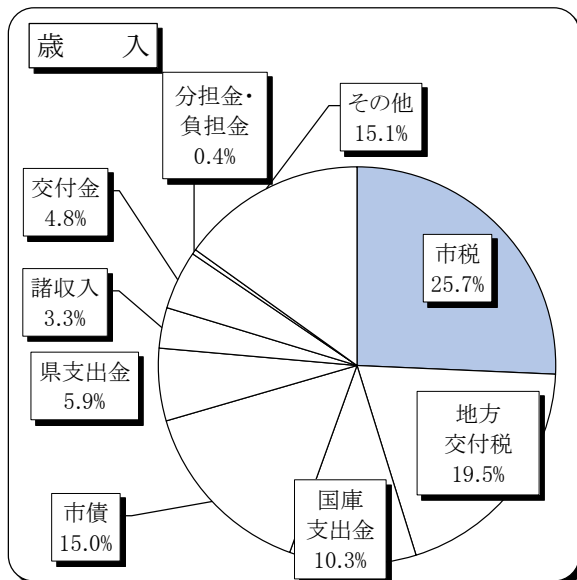 歳　　入
分担金・
負担金
0.4%
その他
15.1%
交付金
4.8%
市税
25.7%
諸収入
3.3%
県支出金
5.9%
地方
交付税
19.5%
市債
15.0%
国庫
支出金
10.3%